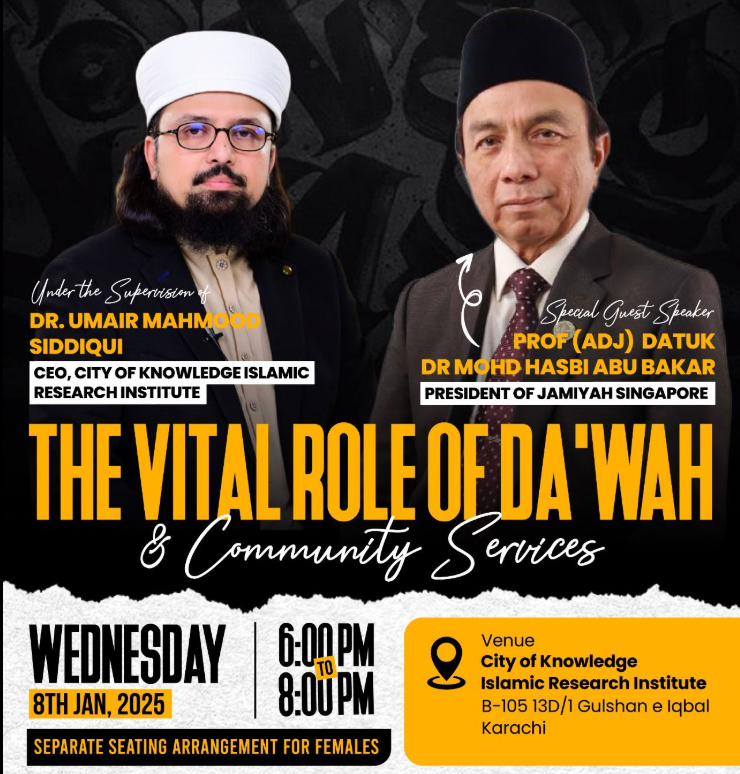 Under the Supervision of
DR. UMAIR MAHMOOD
SIDDIQUI
CEO, CITY OF KNOWLEDGE ISLAMIC
RESEARCH INSTITUTE
Special Guest Speaker
PROF (ADJ) DATUK
DR MOHD HASBI ABU BAKAR
PRESIDENT OF JAMIYAH SINGAPORE
THE VITAL ROLE OF DA'WAH
& Community Services
WEDNESDAY
8TH JAN, 2025
6:00 PM
TO
8:00 PM
SEPARATE SEATING ARRANGEMENT FOR FEMALES
Venue
City of Knowledge
Islamic Research Institute
B-105 13D/1 Gulshan e Iqbal
Karachi